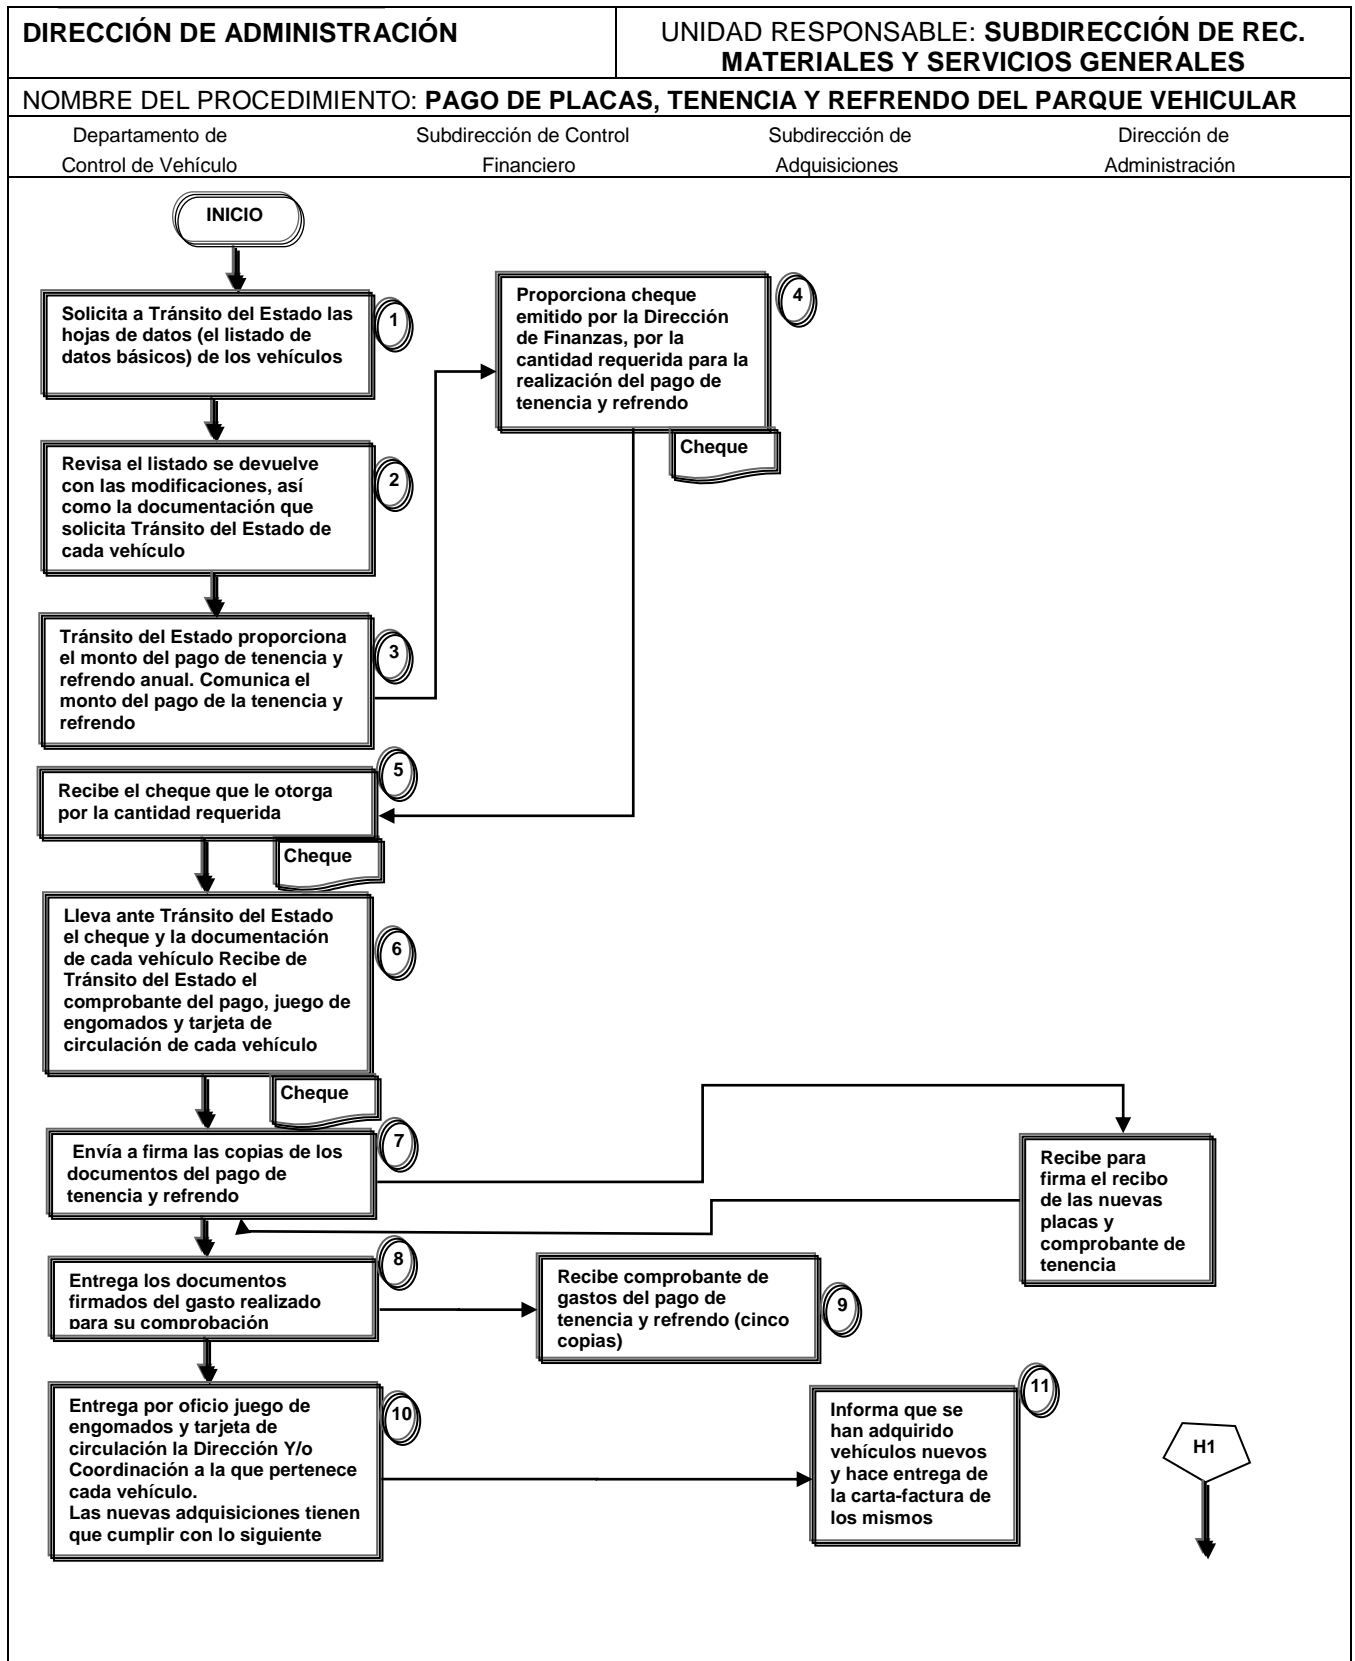 DIRECCIÓN DE ADMINISTRACIÓN
UNIDAD RESPONSABLE: SUBDIRECCIÓN DE REC.
MATERIALES Y SERVICIOS GENERALES
NOMBRE DEL PROCEDIMIENTO: PAGO DE PLACAS, TENENCIA Y REFRENDO DEL PARQUE VEHICULAR
Departamento de
Control de Vehículo
Subdirección de Control
Financiero
Subdirección de
Adquisiciones
Dirección de
Administración
INICIO
Solicita a Tránsito del Estado las
hojas de datos (el listado de
datos básicos) de los vehículos
1
Revisa el listado se devuelve
con las modificaciones, así
como la documentación que
solicita Tránsito del Estado de
cada vehículo
2
Tránsito del Estado proporciona
el monto del pago de tenencia y
refrendo anual. Comunica el
monto del pago de la tenencia y
refrendo
3
Proporciona cheque
emitido por la Dirección
de Finanzas, por la
cantidad requerida para la
realización del pago de
tenencia y refrendo
4
Cheque
Recibe el cheque que le otorga
por la cantidad requerida
5
Cheque
Lleva ante Tránsito del Estado
el cheque y la documentación
de cada vehículo Recibe de
Tránsito del Estado el
comprobante del pago, juego de
engomados y tarjeta de
circulación de cada vehículo
6
Cheque
Envía a firma las copias de los
documentos del pago de
tenencia y refrendo
7
Recibe para
firma el recibo
de las nuevas
placas y
comprobante de
tenencia
Entrega los documentos
firmados del gasto realizado
para su comprobación
8
Recibe comprobante de
gastos del pago de
tenencia y refrendo (cinco
copias)
9
Entrega por oficio juego de
engomados y tarjeta de
circulación la Dirección Y/o
Coordinación a la que pertenece
cada vehículo.
Las nuevas adquisiciones tienen
que cumplir con lo siguiente
10
Informa que se
han adquirido
vehículos nuevos
y hace entrega de
la carta-factura de
los mismos
11
H1